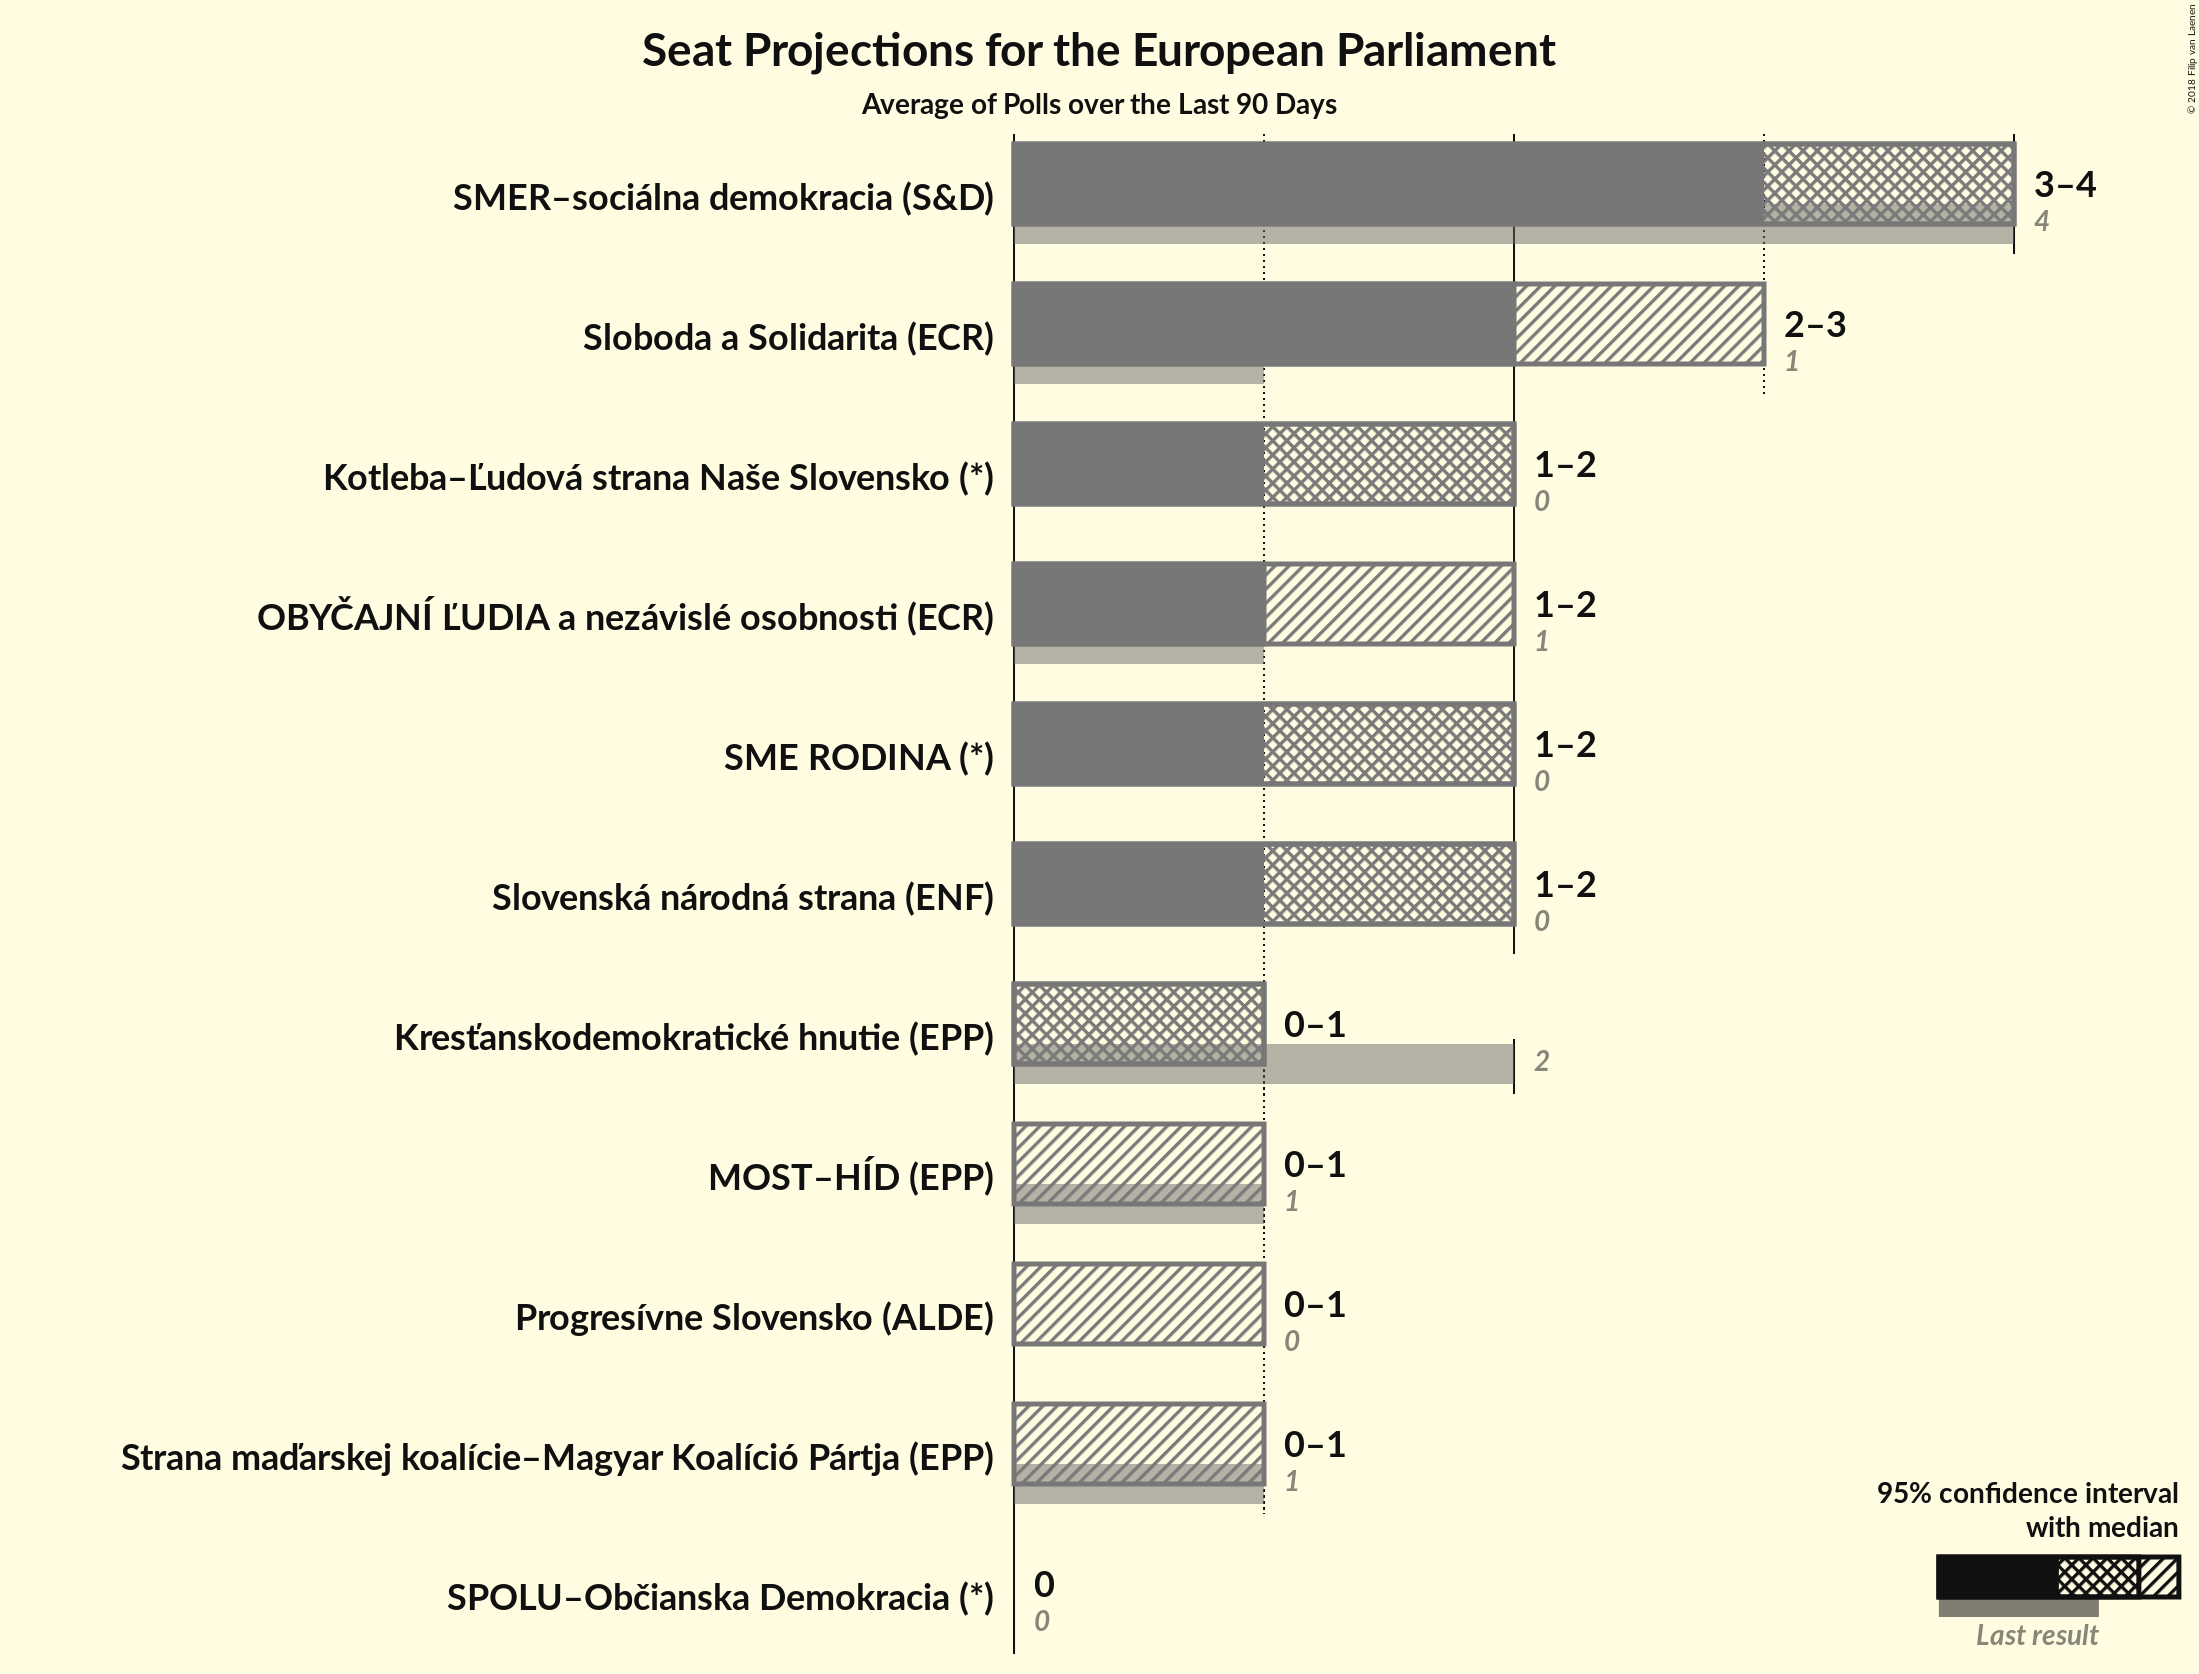 Seat Projections for the European Parliament
Average of Polls over the Last 90 Days
© 2018 Filip van Laenen
SMER–sociálna demokracia (S&D)
3–4
4
Sloboda a Solidarita (ECR)
2–3
1
Kotleba–Ľudová strana Naše Slovensko (*)
1–2
0
OBYČAJNÍ ĽUDIA a nezávislé osobnosti (ECR)
1–2
1
SME RODINA (*)
1–2
0
Slovenská národná strana (ENF)
1–2
0
Kresťanskodemokratické hnutie (EPP)
0–1
2
MOST–HÍD (EPP)
0–1
1
Progresívne Slovensko (ALDE)
0–1
0
Strana maďarskej koalície–Magyar Koalíció Pártja (EPP)
0–1
1
SPOLU–Občianska Demokracia (*)
0
0
95% confidence interval
with median
Last result